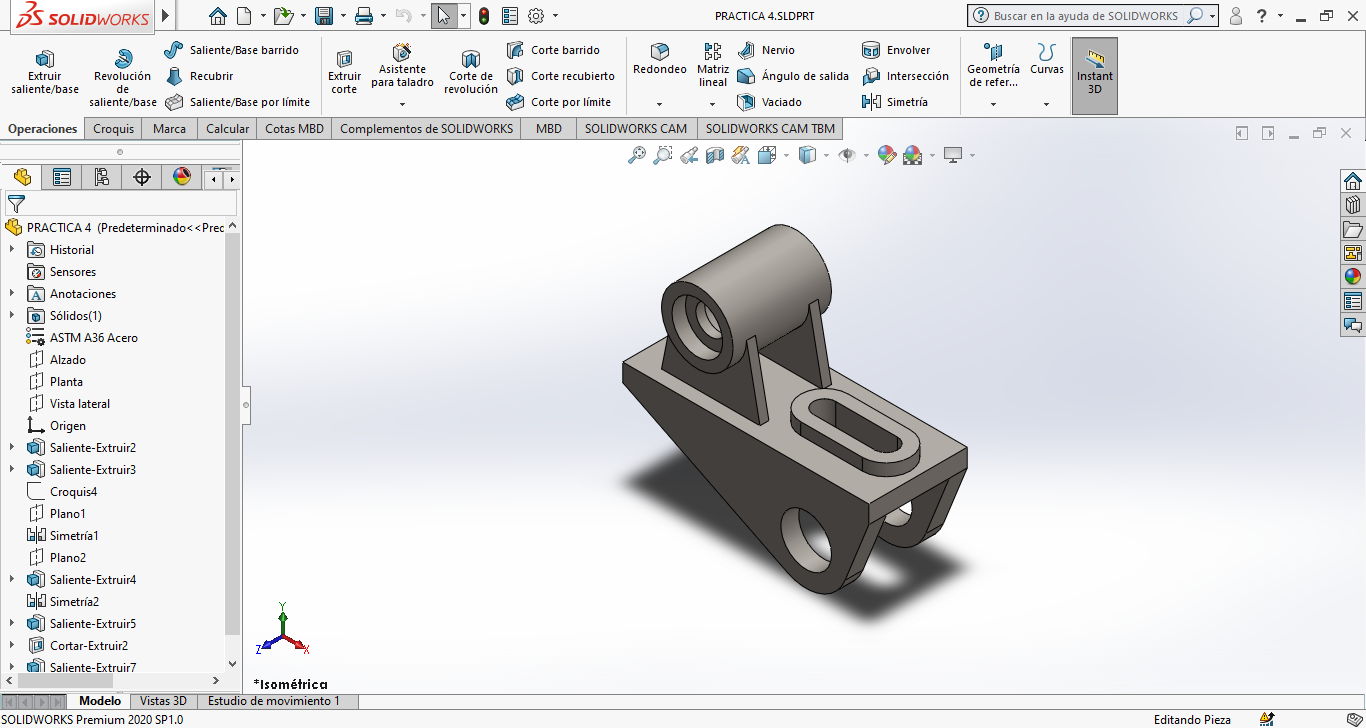 SOLIDWORKS
PRACTICA 4.SLDPRT
Buscar en la ayuda de SOLIDWORKS
Extruir saliente/base
Revolución de saliente/base
Saliente/Base barrido
Recubrir
Saliente/Base por límite
Extruir corte
Asistente para taladro
Corte de revolución
Corte barrido
Corte recubierto
Corte por límite
Redondeo
Matriz lineal
Nervio
Ángulo de salida
Vaciado
Envolver
Intersección
Simetría
Geometría de refer...
Curvas
Instant 3D
Operaciones
Croquis
Marca
Calcular
Cotas MBD
Complementos de SOLIDWORKS
MBD
SOLIDWORKS CAM
SOLIDWORKS CAM TBM
PRACTICA 4 (Predeterminado<<Prec
Historial
Sensores
Anotaciones
Sólidos(1)
ASTM A36 Acero
Alzado
Planta
Vista lateral
Origen
Saliente-Extruir2
Saliente-Extruir3
Croquis4
Plano1
Simetría1
Plano2
Saliente-Extruir4
Simetría2
Saliente-Extruir5
Cortar-Extruir2
Saliente-Extruir7
Y
Z
X
*Isométrica
Modelo
Vistas 3D
Estudio de movimiento 1
SOLIDWORKS Premium 2020 SP1.0
Editando Pieza